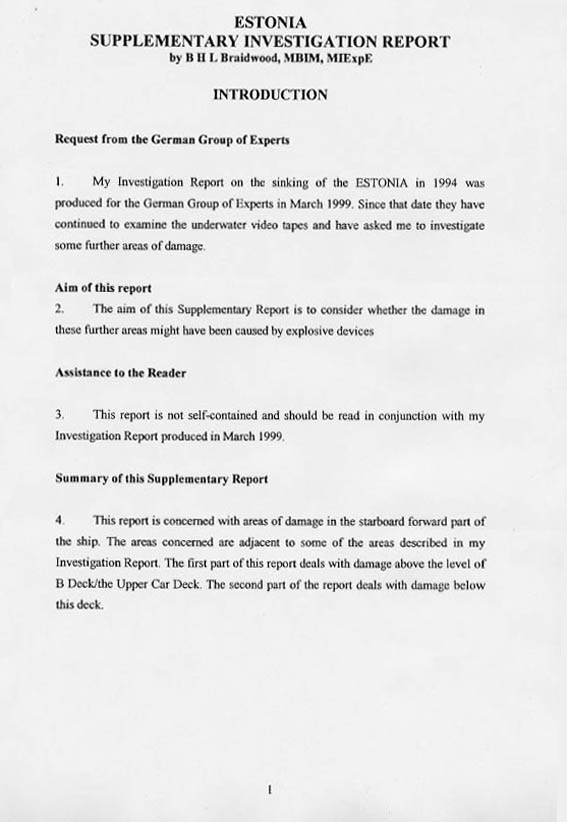 ESTONIA
SUPPLEMENTARY INVESTIGATION REPORT
by B H L Braidwood, MBIM, MIExpE
INTRODUCTION
Request from the German Group of Experts
1. My Investigation Report on the sinking of the ESTONIA in 1994 was
produced for the German Group of Experts in March 1999. Since that date they have
continued to examine the underwater video tapes and have asked me to investigate
some further areas of damage.
Aim of this report
2. The aim of this Supplementary Report is to consider whether the damage in
these further areas might have been caused by explosive devices
Assistance to the Reader
3. This report is not self-contained and should be read in conjunction with my
Investigation Report produced in March 1999.
Summary of this Supplementary Report
4. This report is concerned with areas of damage in the starboard forward part of
the ship. The areas concerned are adjacent to some of the areas described in my
Investigation Report. The first part of this report deals with damage above the level of
B Deck/the Upper Car Deck. The second part of the report deals with damage below
this deck.
1